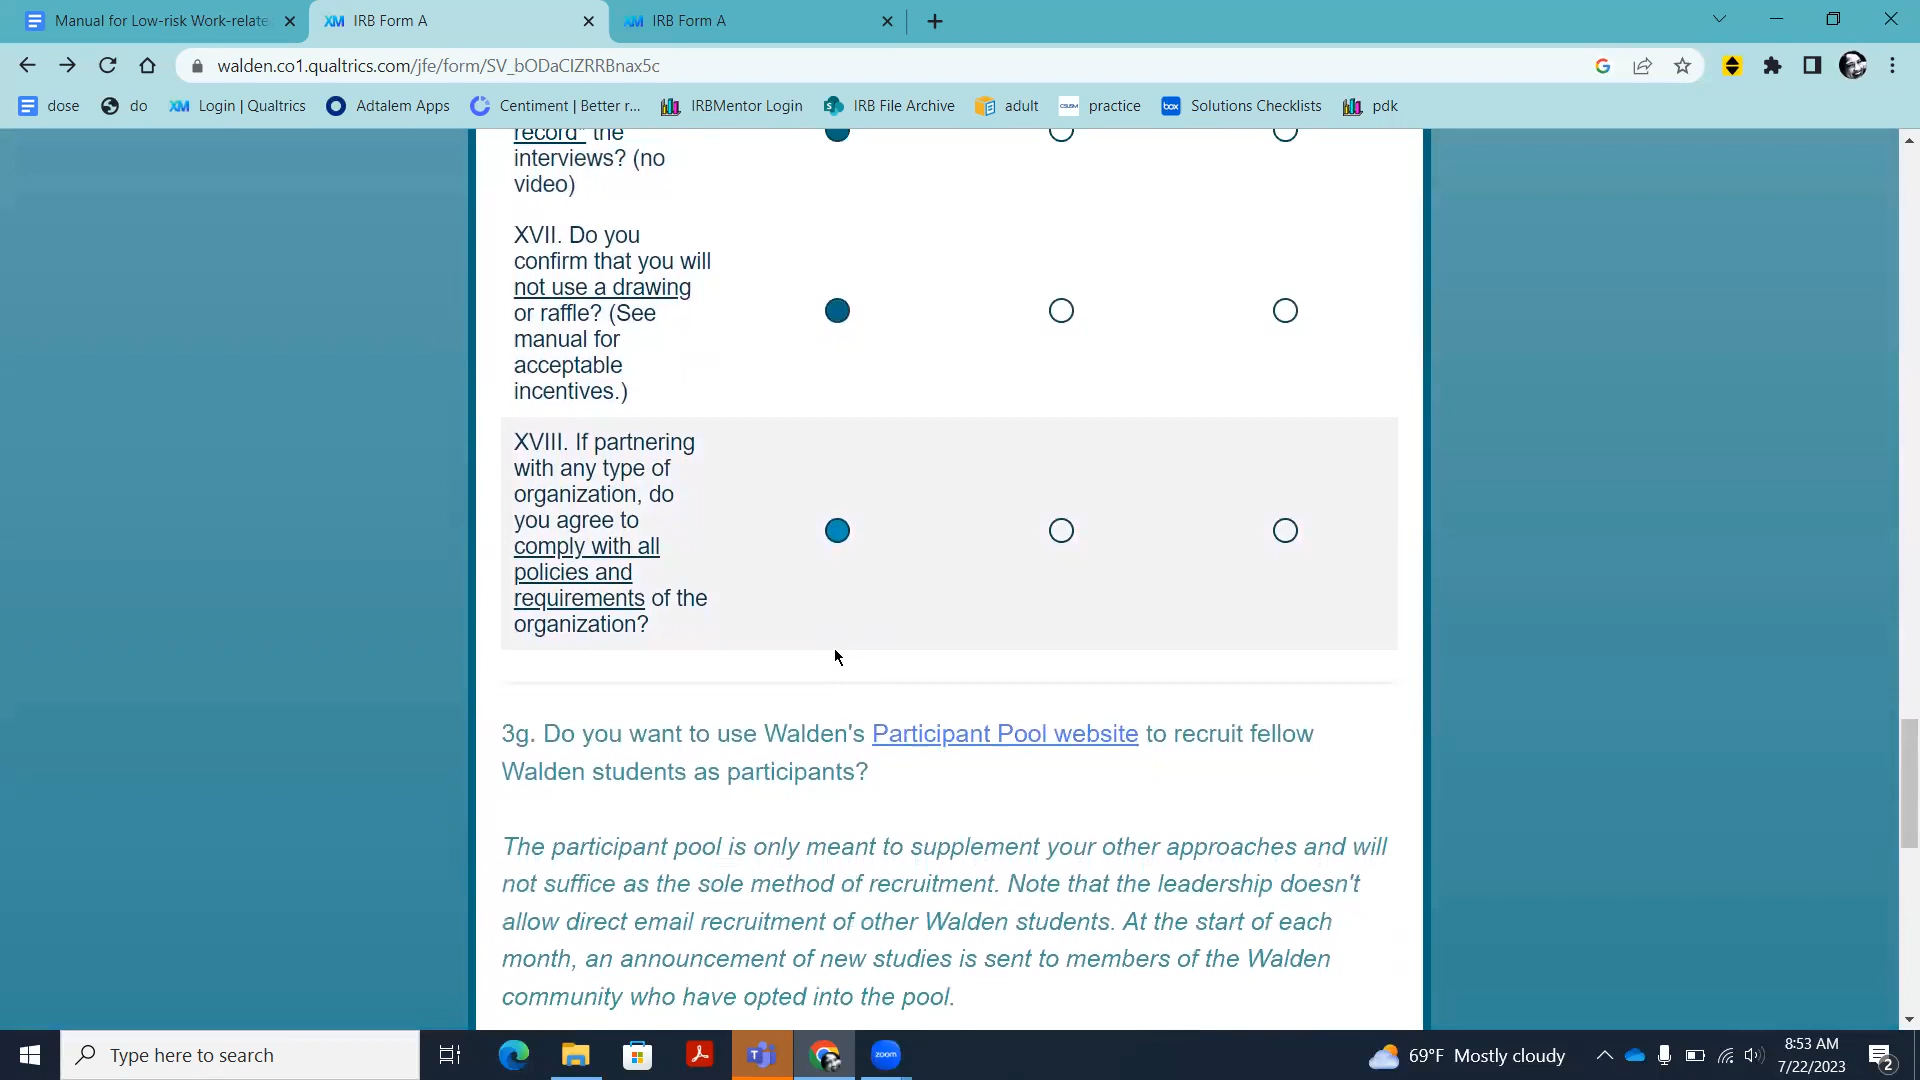 Manual for Low-risk Work-relate
IRB Form A
IRB Form A
walden.co1.qualtrics.com/jfe/form/SV_bODaCIZRRBnax5c
dose
do
Login | Qualtrics
Adtalem Apps
Centiment | Better r...
IRBMentor Login
IRB File Archive
adult
practice
Solutions Checklists
pdk
record" the
interviews? (no
video)
XVII. Do you
confirm that you will
not use a drawing
or raffle? (See
manual for
acceptable
incentives.)
XVIII. If partnering
with any type of
organization, do
you agree to
comply with all
policies and
requirements of the
organization?
3g. Do you want to use Walden's Participant Pool website to recruit fellow
Walden students as participants?
The participant pool is only meant to supplement your other approaches and will
not suffice as the sole method of recruitment. Note that the leadership doesn't
allow direct email recruitment of other Walden students. At the start of each
month, an announcement of new studies is sent to members of the Walden
community who have opted into the pool.
Type here to search
zoom
69°F Mostly cloudy
8:53 AM
7/22/2023
2